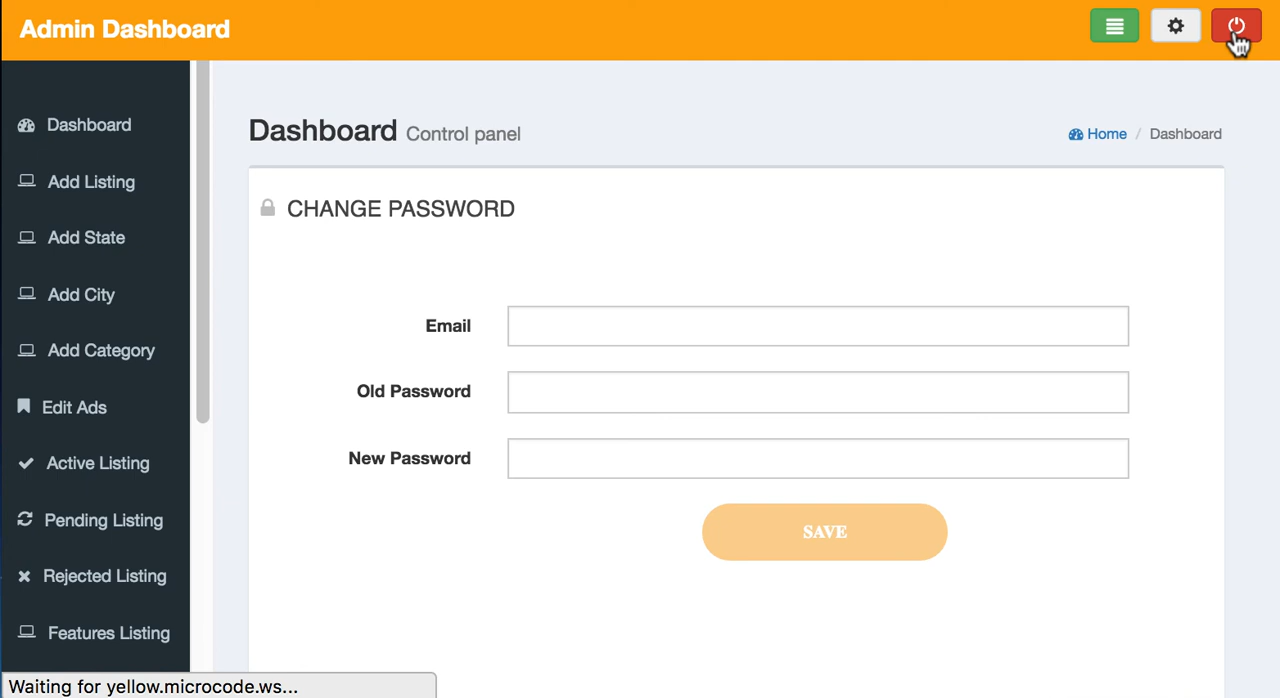 Admin Dashboard
Dashboard
Add Listing
Add State
Add City
Add Category
Edit Ads
Active Listing
Pending Listing
Rejected Listing
Features Listing
Dashboard Control panel
Home / Dashboard
CHANGE PASSWORD
Email
Old Password
New Password
SAVE
Waiting for yellow.microcode.ws...